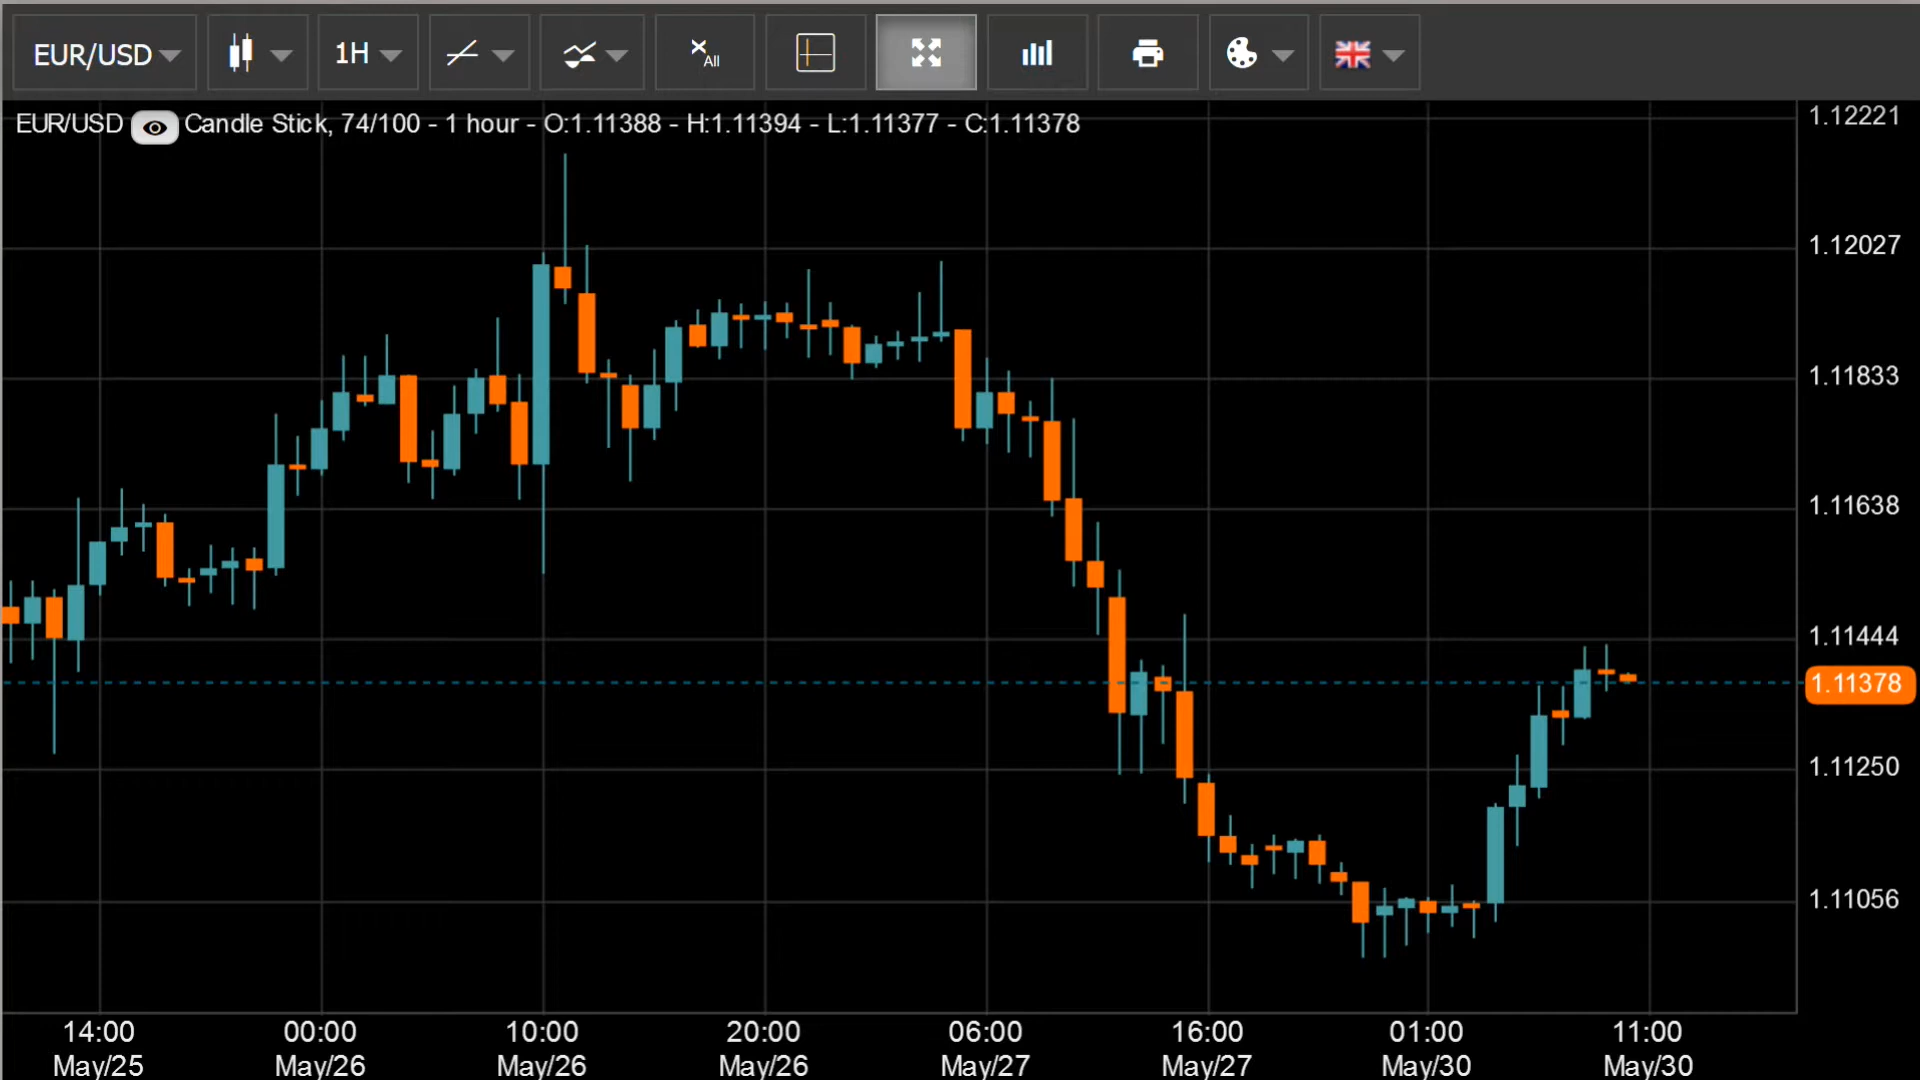 EUR/USD 1H X All
EUR/USD Candle Stick, 74/100 - 1 hour - O:1.11388 - H:1.11394 - L:1.11377 - C:1.11378
1.12221
1.12027
1.11833
1.11638
1.11444
1.11378
1.11250
1.11056
14:00 00:00 10:00 20:00 06:00 16:00 01:00 11:00
May/25 May/26 May/26 May/26 May/27 May/27 May/30 May/30